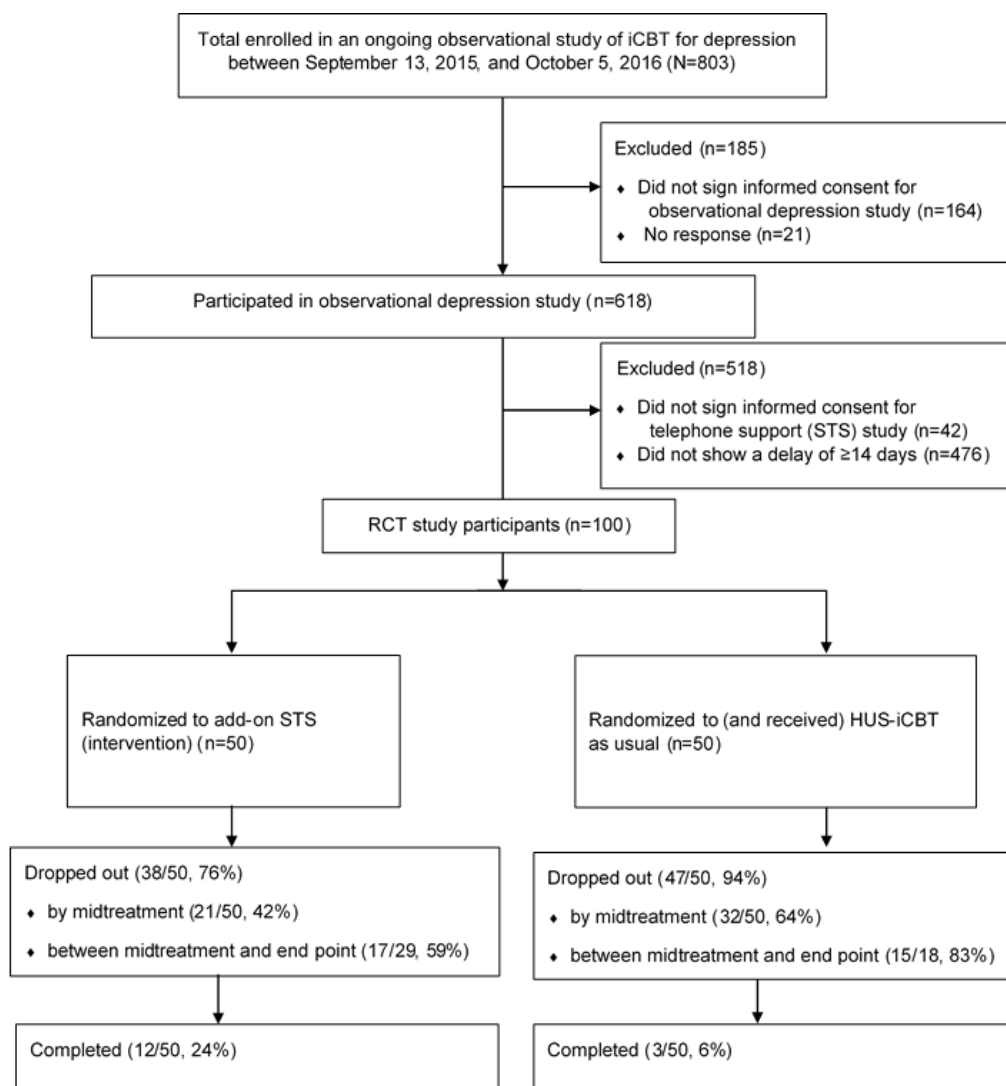 Total enrolled in an ongoing observational study of iCBT for depression
between September 13, 2015, and October 5, 2016 (N=803)
Excluded (n=185)
♦ Did not sign informed consent for
observational depression study (n=164)
♦ No response (n=21)
Participated in observational depression study (n=618)
Excluded (n=518)
♦ Did not sign informed consent for
telephone support (STS) study (n=42)
♦ Did not show a delay of ≥14 days (n=476)
RCT study participants (n=100)
Randomized to add-on STS
(intervention) (n=50)
Randomized to (and received) HUS-iCBT
as usual (n=50)
Dropped out (38/50, 76%)
♦ by midtreatment (21/50, 42%)
♦ between midtreatment and end point (17/29, 59%)
Dropped out (47/50, 94%)
♦ by midtreatment (32/50, 64%)
♦ between midtreatment and end point (15/18, 83%)
Completed (12/50, 24%)
Completed (3/50, 6%)